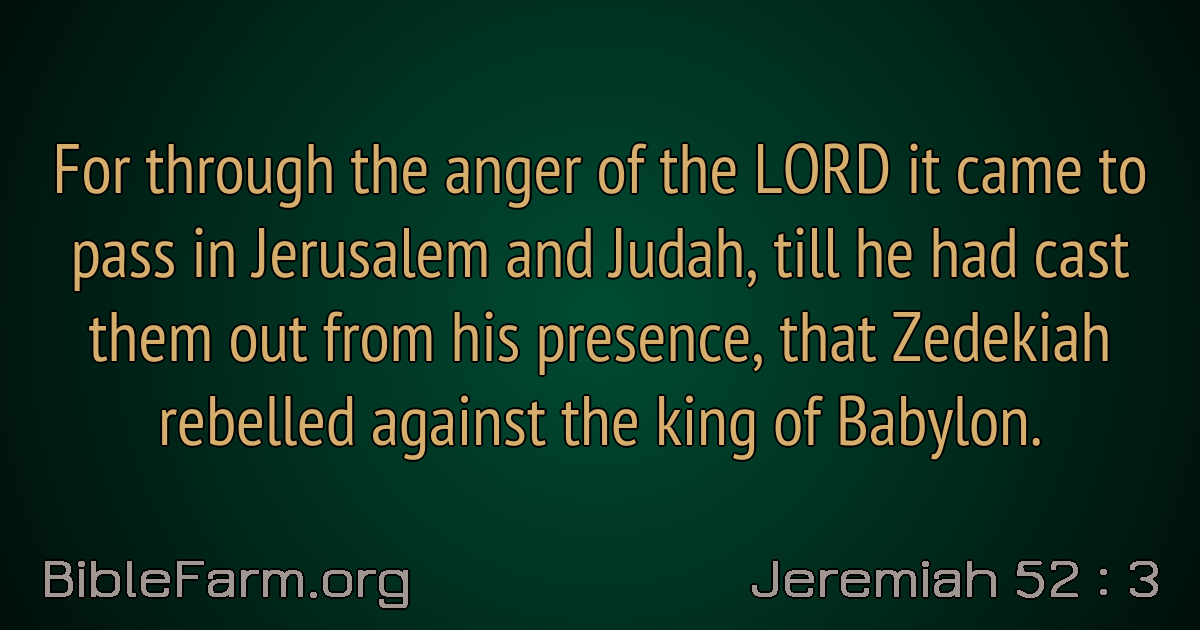 For through the anger of the LORD it came to
pass in Jerusalem and Judah, till he had cast
them out from his presence, that Zedekiah
rebelled against the king of Babylon.
BibleFarm.org
Jeremiah 52 : 3